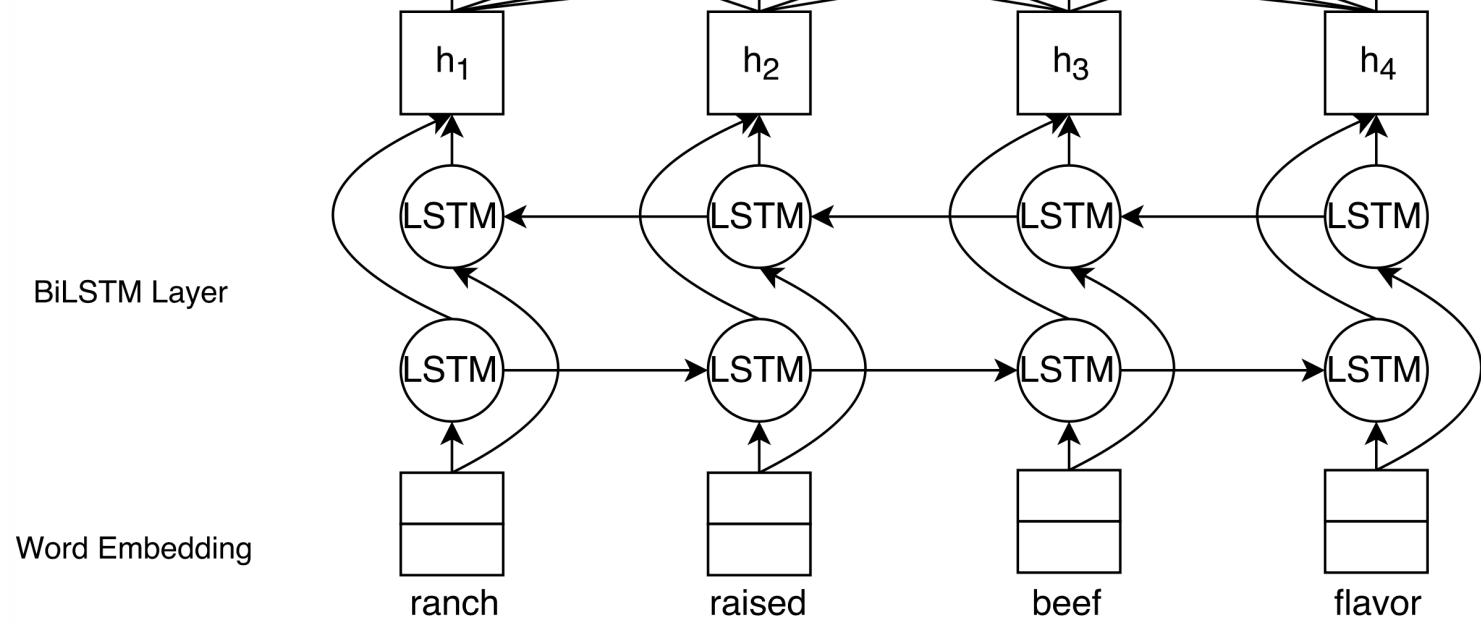 h1 h2 h3 h4
LSTM LSTM LSTM LSTM
BiLSTM Layer
LSTM LSTM LSTM LSTM
Word Embedding
ranch raised beef flavor